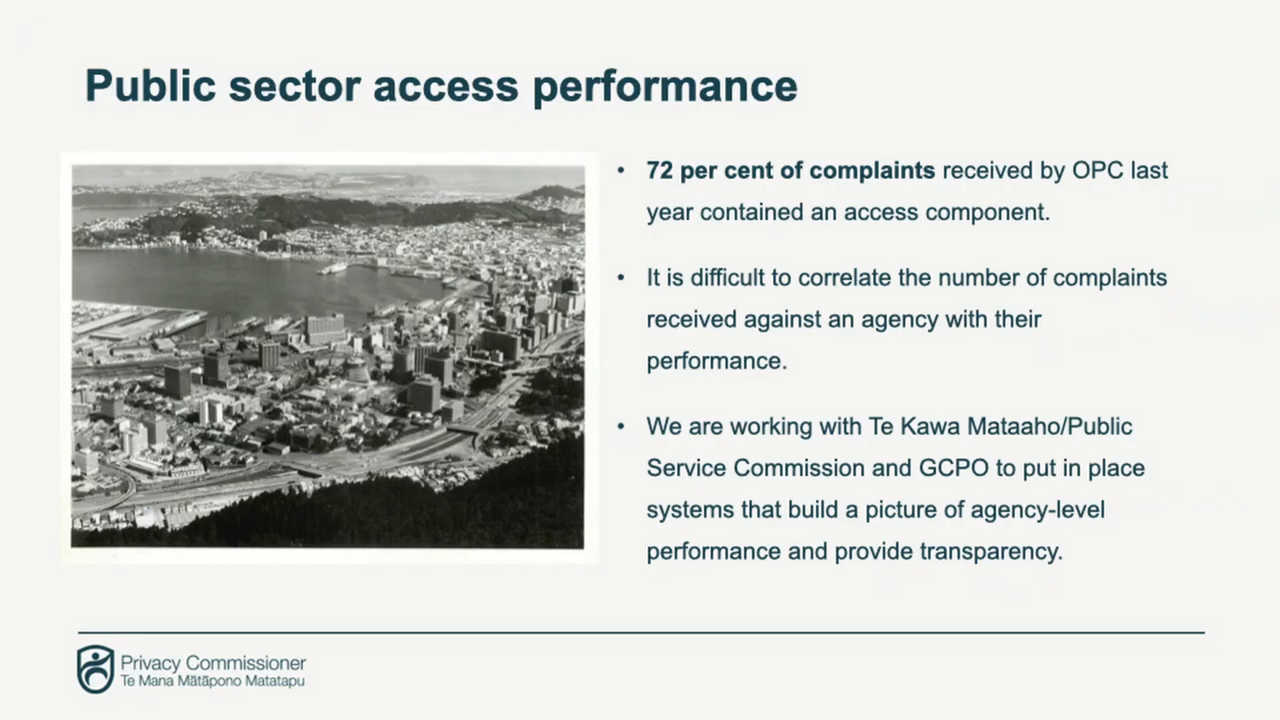 Public sector access performance
• 72 per cent of complaints received by OPC last
year contained an access component.
• It is difficult to correlate the number of complaints
received against an agency with their
performance.
• We are working with Te Kawa Mataaho/Public
Service Commission and GCPO to put in place
systems that build a picture of agency-level
performance and provide transparency.
Privacy Commissioner
Te Mana Mātāpono Matatapu